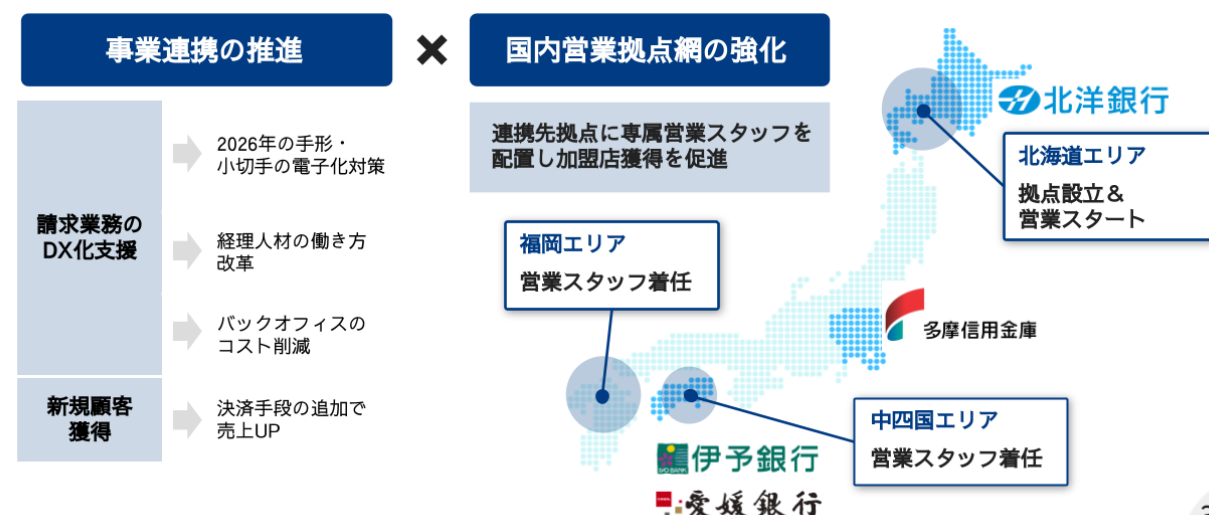 事業連携の推進
×
国内営業拠点網の強化
請求業務の
DX化支援
2026年の手形・
小切手の電子化対策
経理人材の働き方
改革
バックオフィスの
コスト削減
新規顧客
獲得
決済手段の追加で
売上UP
連携先拠点に専属営業スタッフを
配置し加盟店獲得を促進
北洋銀行
北海道エリア
拠点設立＆
営業スタート
福岡エリア
営業スタッフ着任
多摩信用金庫
中四国エリア
営業スタッフ着任
IYO BANK
伊予銀行
愛媛銀行